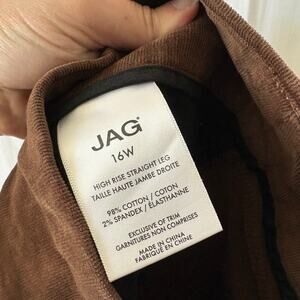 JAG
16W
HIGH RISE STRAIGHT LEG
TAILLE HAUTE JAMBE DROITE
98% COTTON / COTON
2% SPANDEX / ÉLASTHANNE
EXCLUSIVE OF TRIM
GARNITURES NON COMPRISES
MADE IN CHINA
FABRIQUÉ EN CHINE